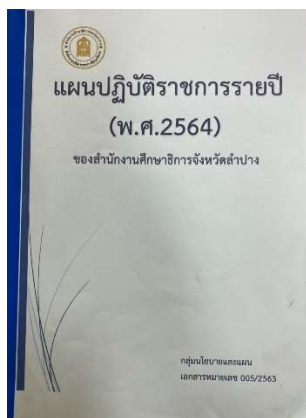 แผนปฏิบัติราชการรายปี
(พ.ศ.2564)
ของสำนักงานศึกษาธิการจังหวัดลำปาง
กลุ่มนโยบายและแผน
เอกสารหมายเลข 005/2563